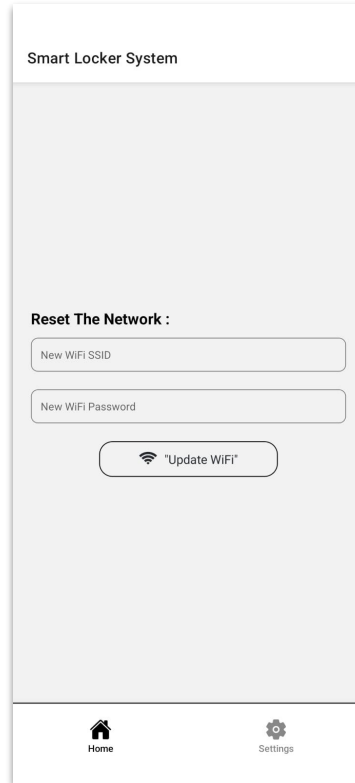 Smart Locker System
Reset The Network :
New WiFi SSID
New WiFi Password
"Update WiFi"
Home Settings